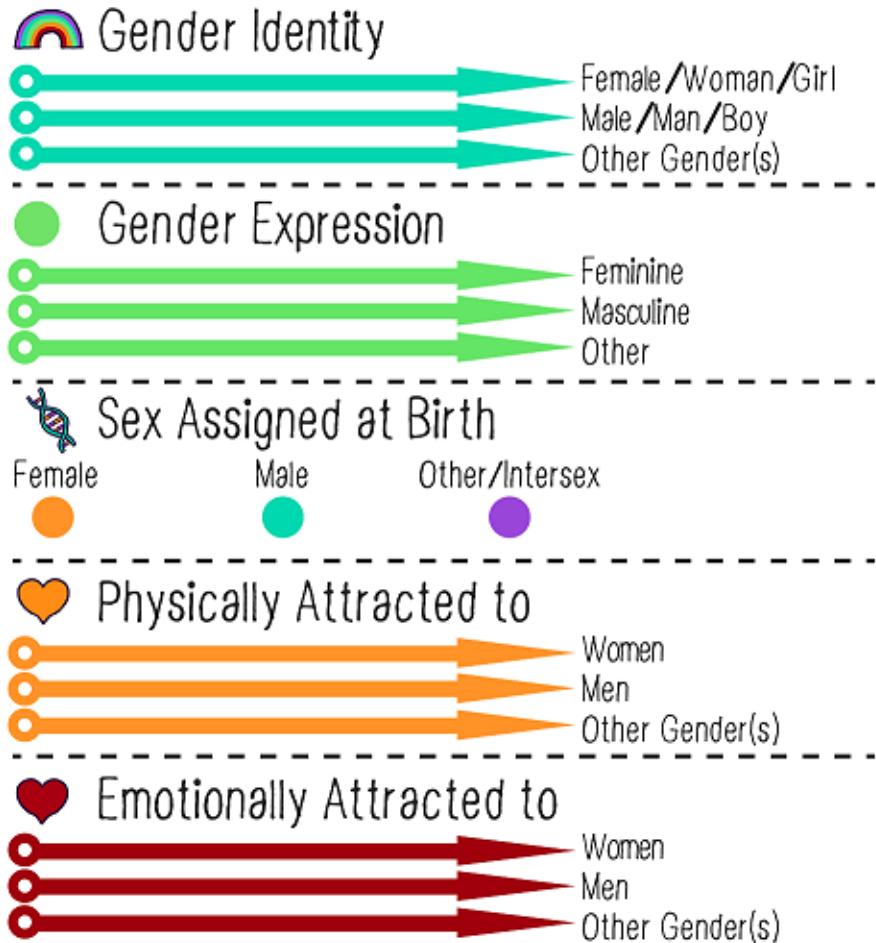 Gender Identity
Female/Woman/Girl
Male/Man/Boy
Other Gender(s)
Gender Expression
Feminine
Masculine
Other
Sex Assigned at Birth
Female Male Other/Intersex
Physically Attracted to
Women
Men
Other Gender(s)
Emotionally Attracted to
Women
Men
Other Gender(s)